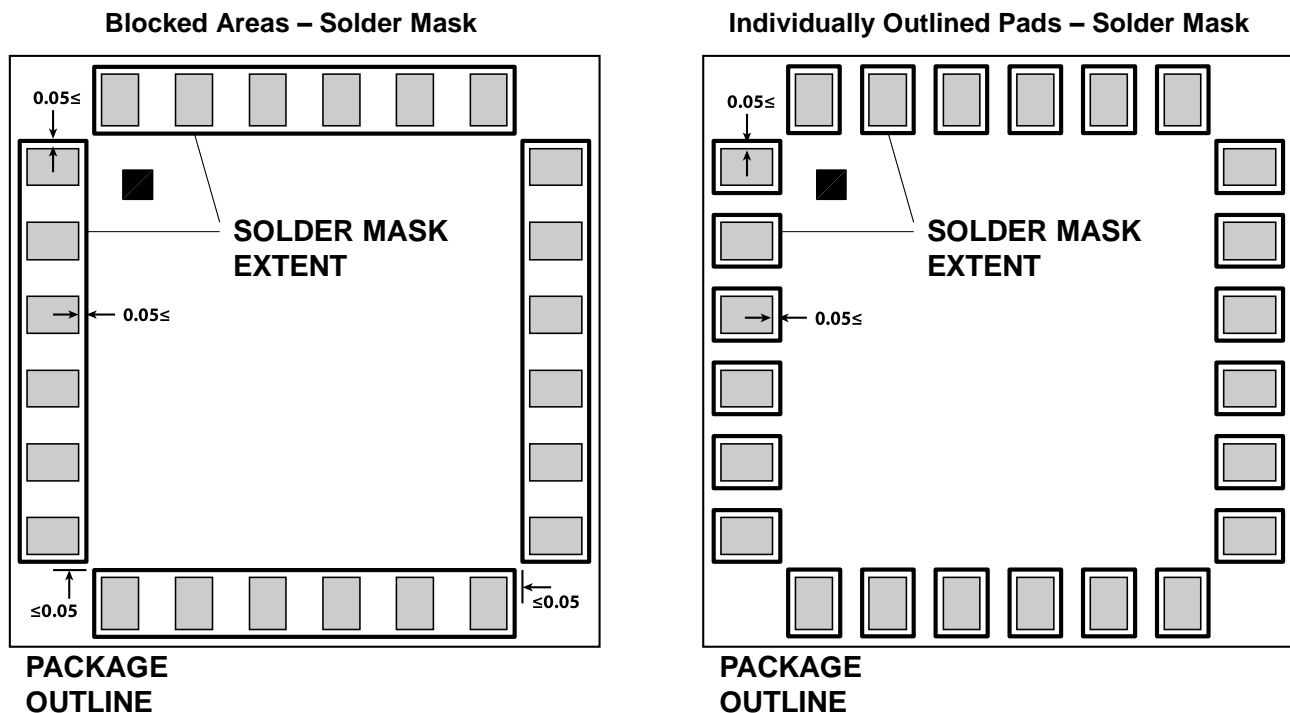 Blocked Areas – Solder Mask
0.05≤
SOLDER MASK
EXTENT
0.05≤
≤0.05
≤0.05
PACKAGE
OUTLINE
Individually Outlined Pads – Solder Mask
0.05≤
SOLDER MASK
EXTENT
0.05≤
PACKAGE
OUTLINE